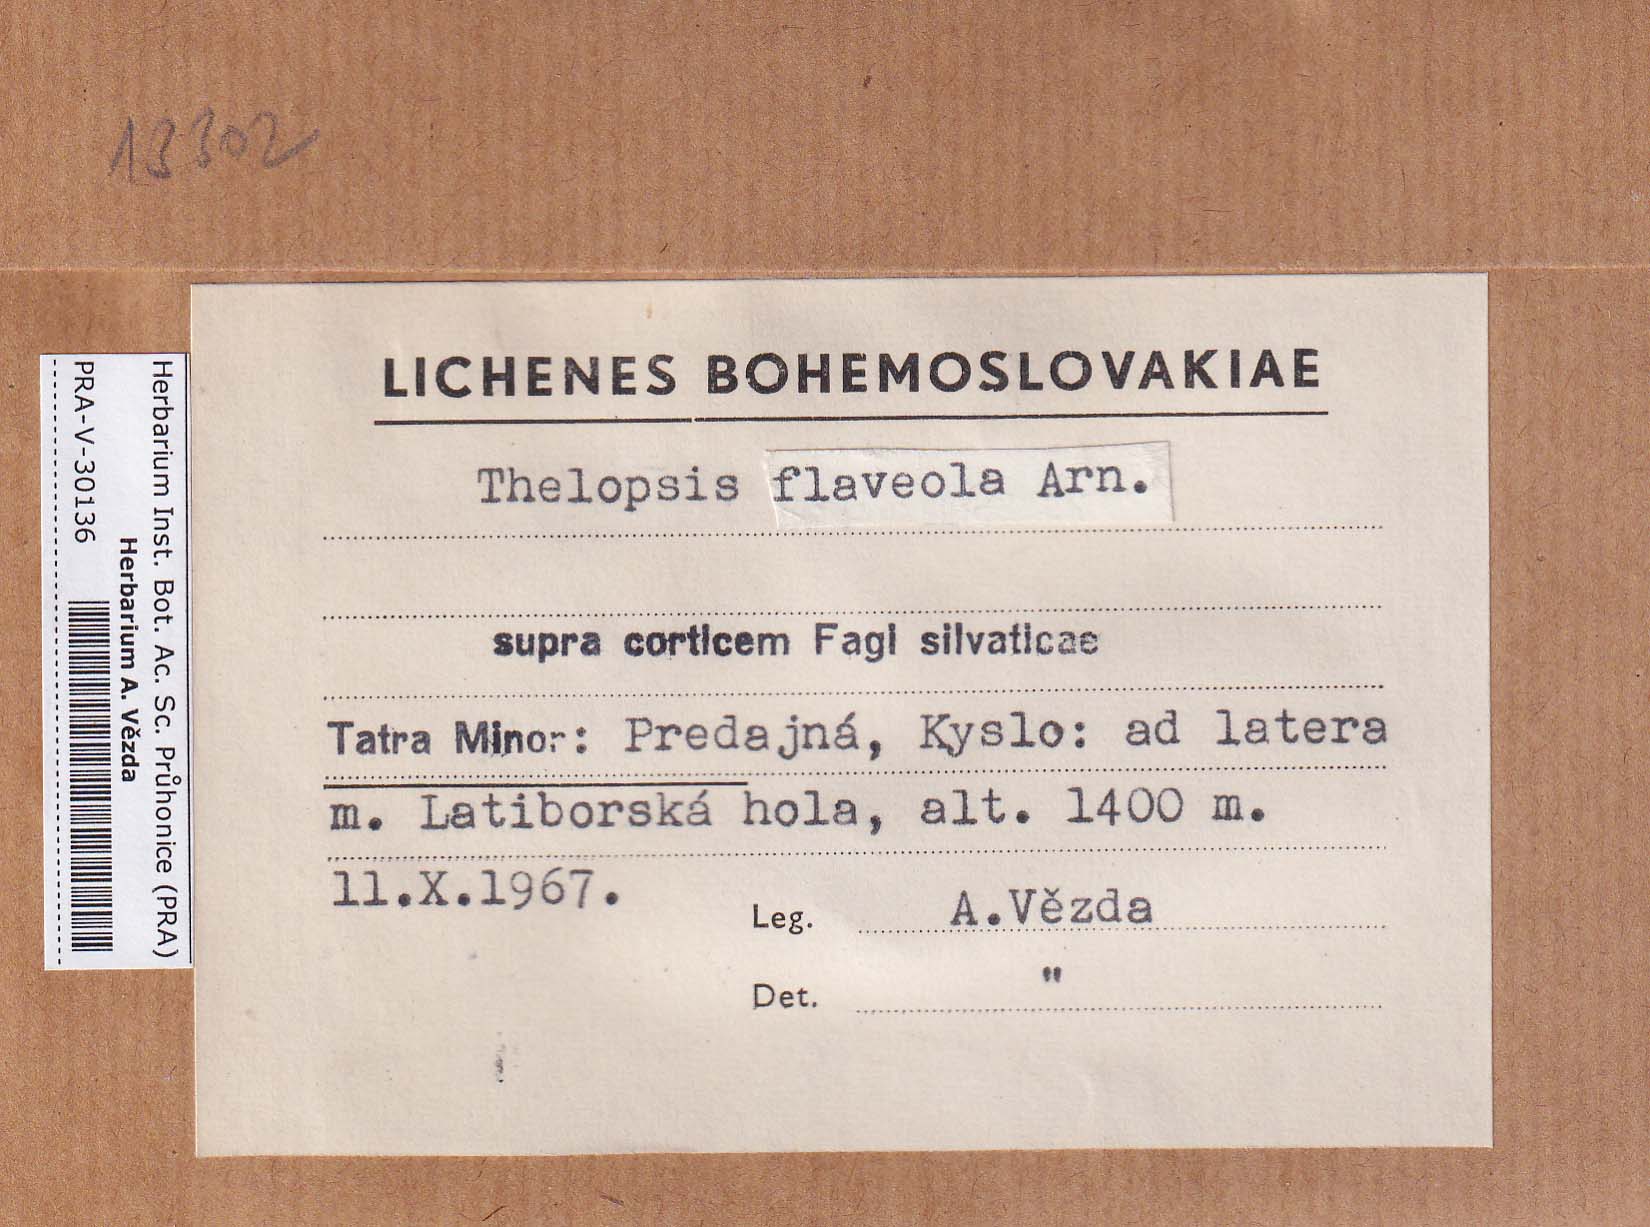 13302
LICHENES BOHEMOSLOVAKIAE
Thelopsis flaveola Arn.
supra corticem Fagi silvaticae
Tatra Minor: Predajná, Kyslo: ad latera
m. Latiborská hola, alt. 1400 m.
11.X.1967.
Leg. A.Vězda
Det. "
Herbarium Inst. Bot. Ac. Sc. Průhonice (PRA)
Herbarium A. Vězda
PRA-V-30136